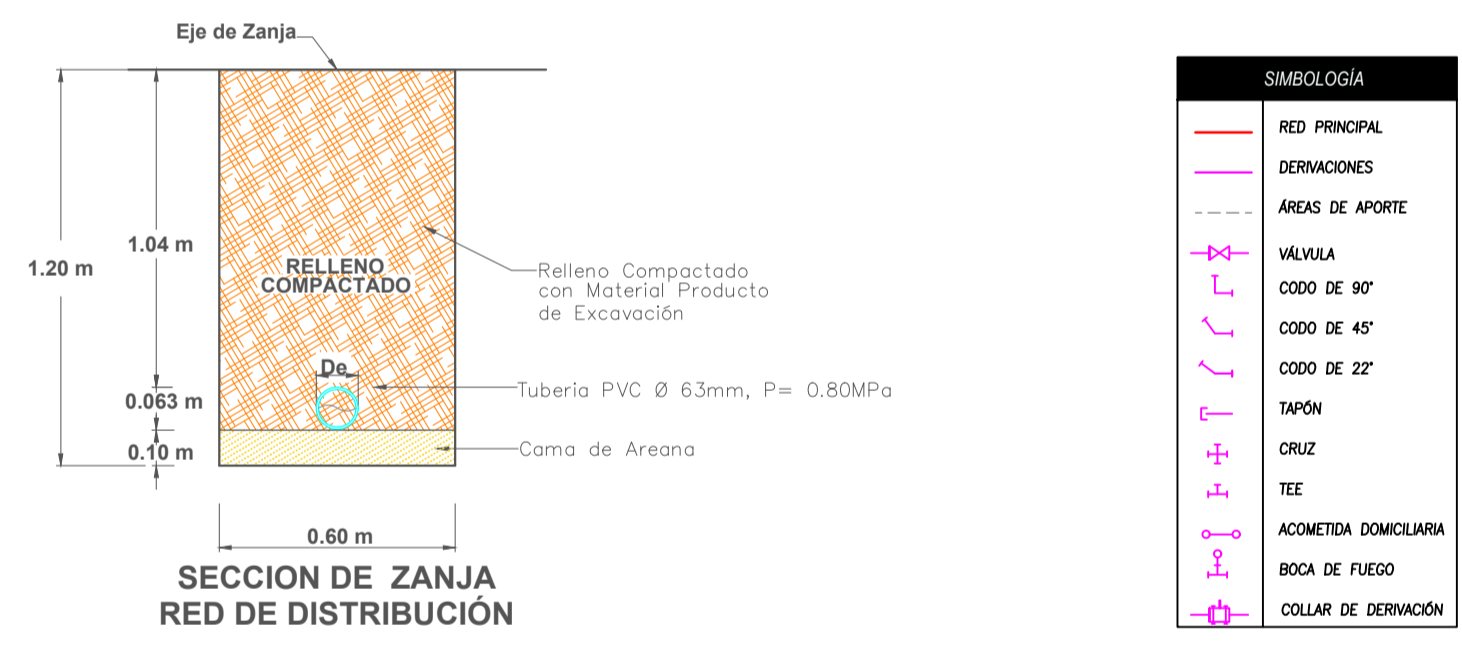 Eje de Zanja
1.20 m
1.04 m
RELLENO
COMPACTADO
Relleno Compactado
con Material Producto
de Excavación
De
0.063 m
Tuberia PVC Ø 63mm, P= 0.80MPa
0.10 m
Cama de Areana
0.60 m
SECCION DE ZANJA
RED DE DISTRIBUCIÓN
SIMBOLOGÍA
RED PRINCIPAL
DERIVACIONES
ÁREAS DE APORTE
VÁLVULA
CODO DE 90°
CODO DE 45°
CODO DE 22°
TAPÓN
CRUZ
TEE
ACOMETIDA DOMICILIARIA
BOCA DE FUEGO
COLLAR DE DERIVACIÓN